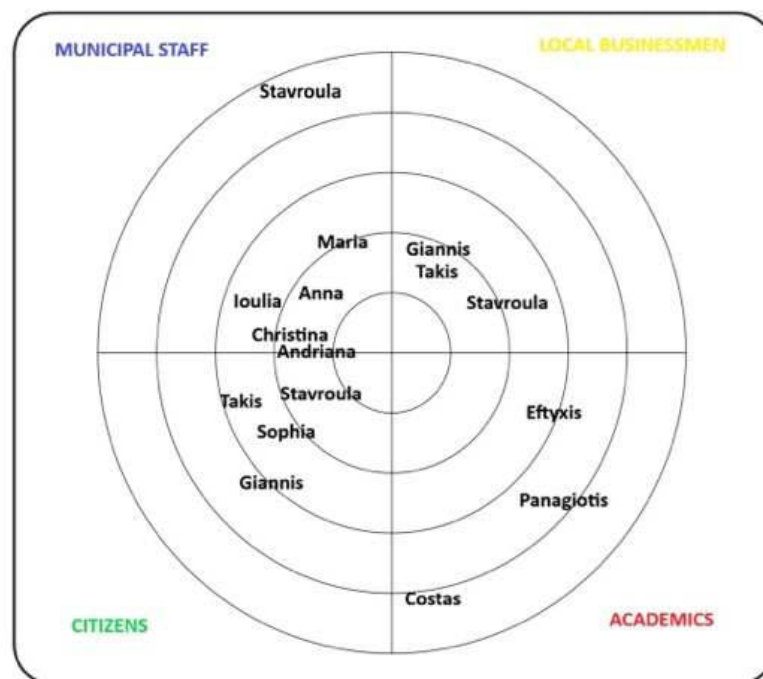 MUNICIPAL STAFF
LOCAL BUSINESSMEN
Stavroula
Maria
Giannis
Takis
Anna
Ioulia
Stavroula
Christina
Andriana
Stavroula
Takis
Eftyxis
Sophia
Giannis
Panagiotis
Costas
CITIZENS
ACADEMICS